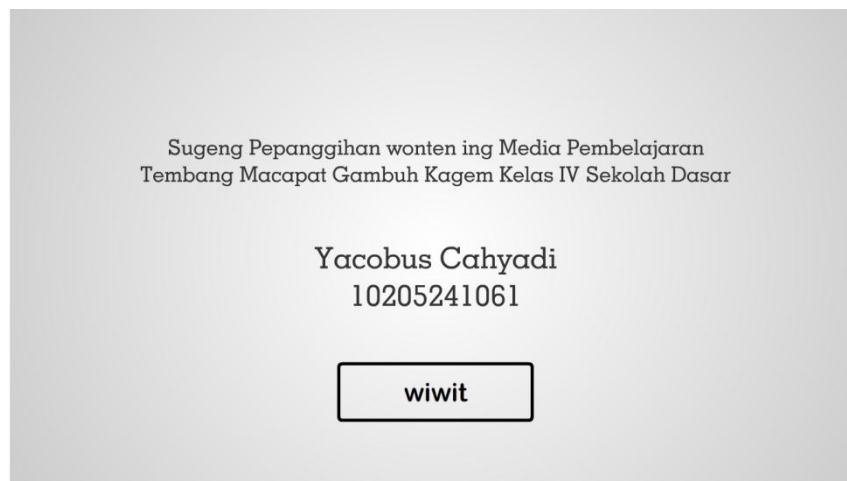 Sugeng Pepanggihan wonten ing Media Pembelajaran
Tembang Macapat Gambuh Kagem Kelas IV Sekolah Dasar
Yacobus Cahyadi
10205241061
wiwit